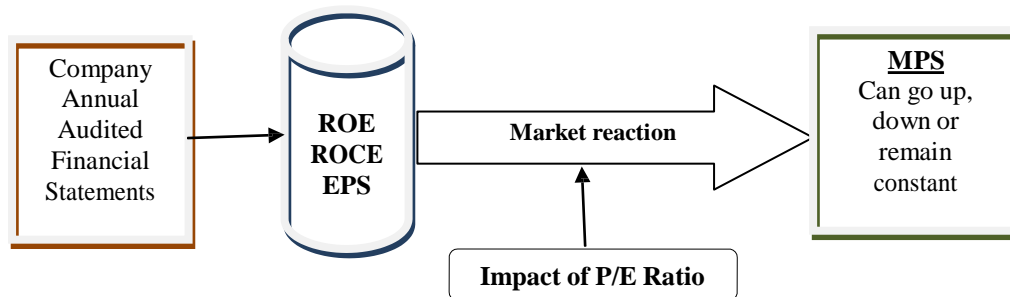 Company
Annual
Audited
Financial
Statements
ROE
ROCE
EPS
Market reaction
MPS
Can go up,
down or
remain
constant
Impact of P/E Ratio